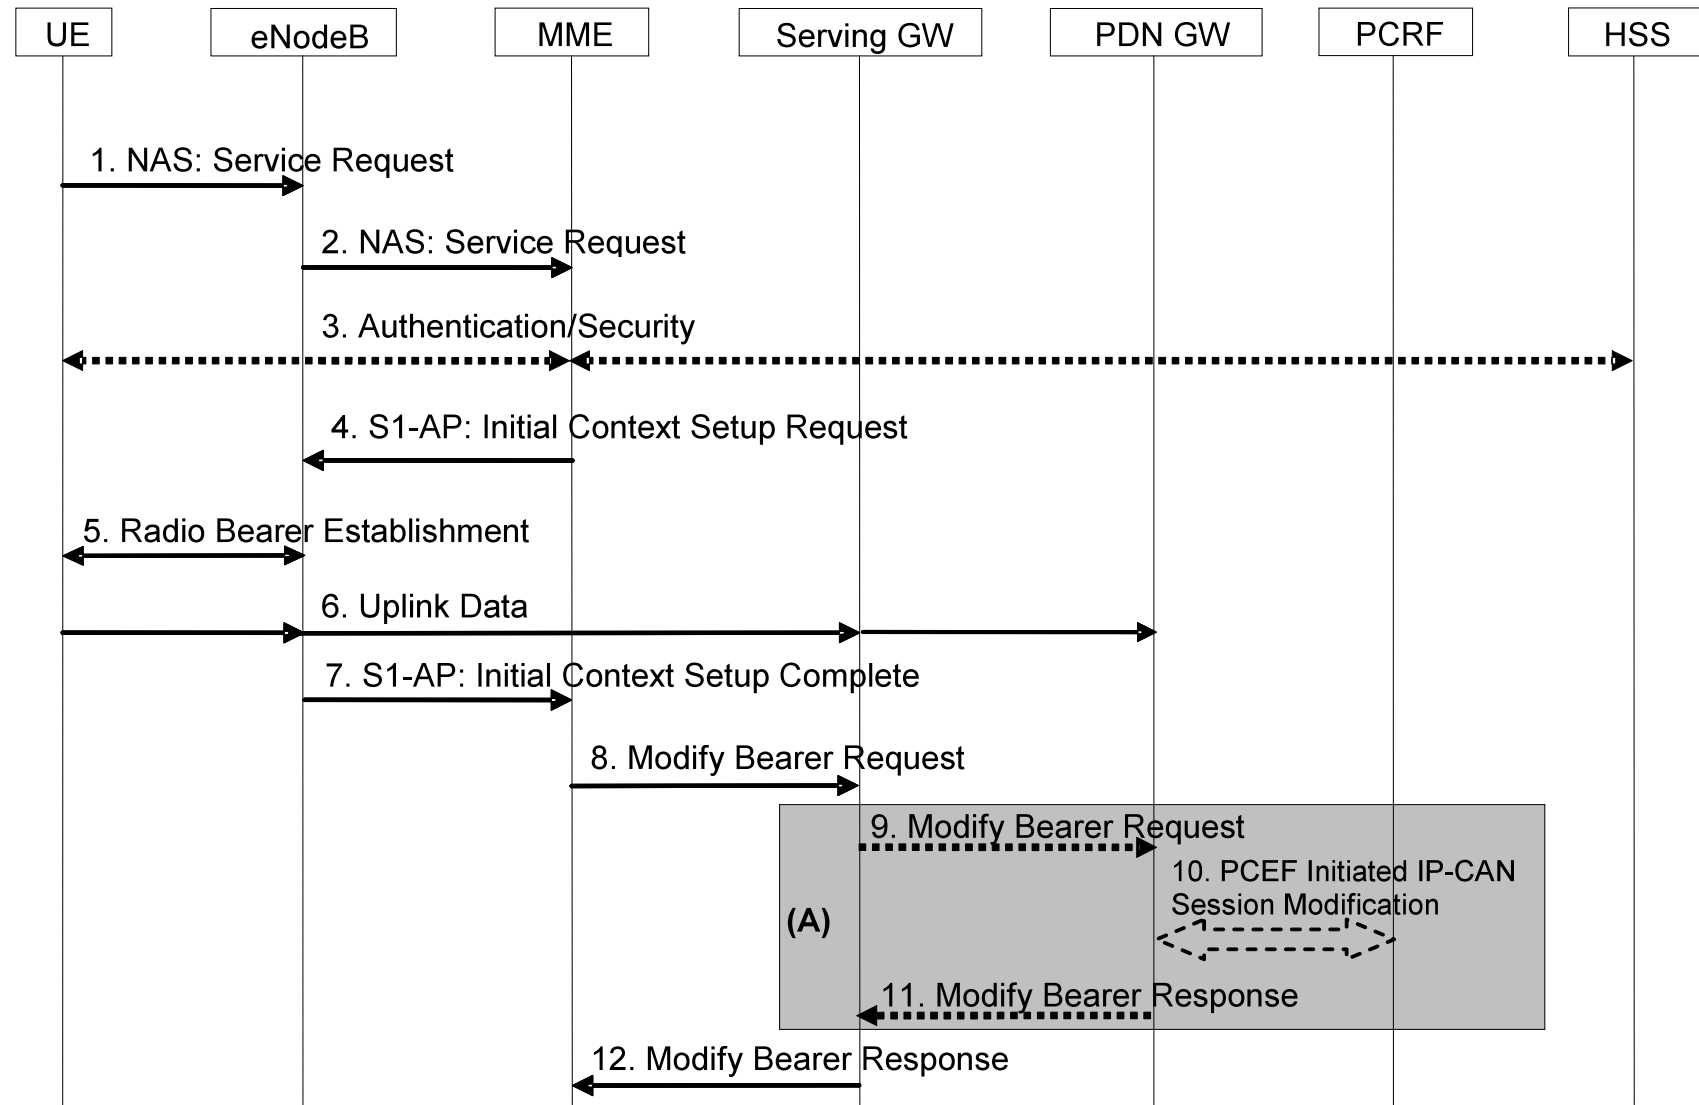 UE eNodeB MME Serving GW PDN GW PCRF HSS
1. NAS: Service Request
2. NAS: Service Request
3. Authentication/Security
4. S1-AP: Initial Context Setup Request
5. Radio Bearer Establishment
6. Uplink Data
7. S1-AP: Initial Context Setup Complete
8. Modify Bearer Request
9. Modify Bearer Request
10. PCEF Initiated IP-CAN
Session Modification
(A)
11. Modify Bearer Response
12. Modify Bearer Response